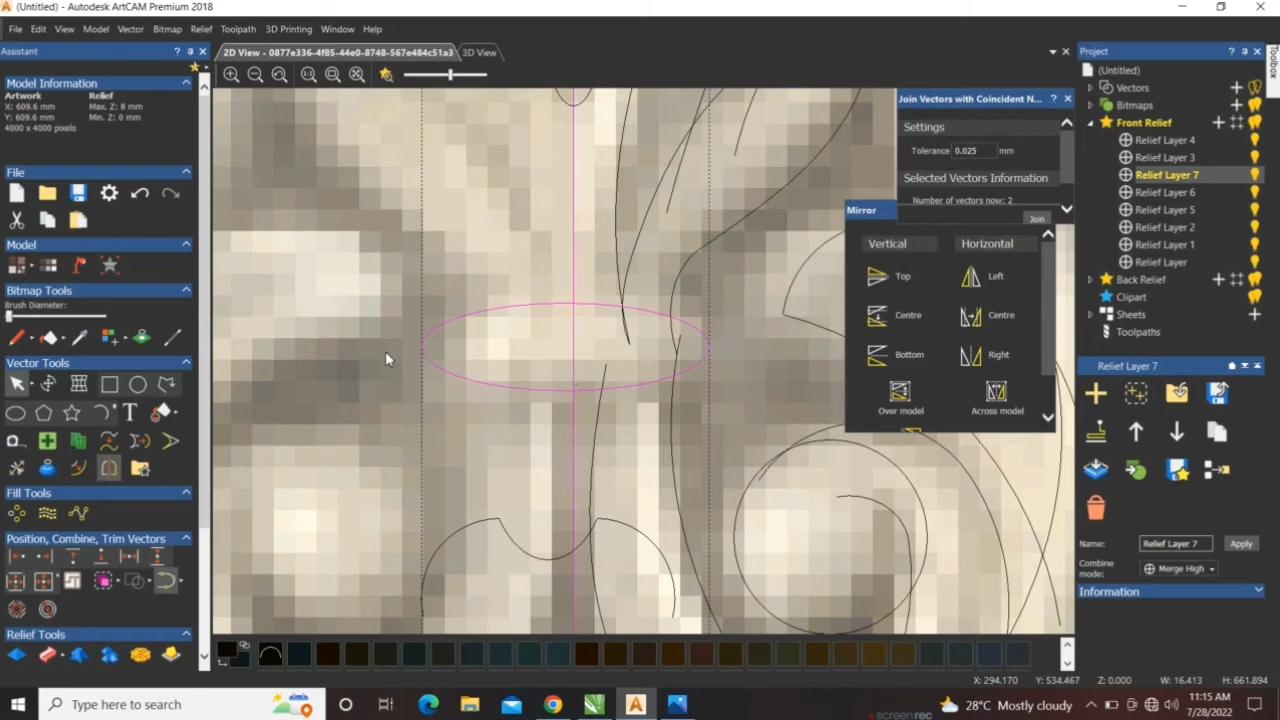 (Untitled) - Autodesk ArtCAM Premium 2018
File Edit View Model Vector Bitmap Relief Toolpath 3D Printing Window Help
Assistant
2D View - 0877e336-4f85-44e0-8748-567e484c51a3
3D View
Project
Toolbox
Model Information
Artwork
X: 609.6 mm
Y: 609.6 mm
4000 x 4000 pixels
Relief
Max. Z: 8 mm
Min. Z: 0 mm
File
Model
Bitmap Tools
Brush Diameter:
Vector Tools
Fill Tools
Position, Combine, Trim Vectors
Relief Tools
Join Vectors with Coincident N...
Settings
Tolerance 0.025 mm
Selected Vectors Information
Number of vectors now: 2
Join
Mirror
Vertical
Horizontal
Top
Left
Centre
Centre
Bottom
Right
Over model
Across model
(Untitled)
Vectors
Bitmaps
Front Relief
Relief Layer 4
Relief Layer 3
Relief Layer 7
Relief Layer 6
Relief Layer 5
Relief Layer 2
Relief Layer 1
Relief Layer
Back Relief
Clipart
Sheets
Toolpaths
Relief Layer 7
Name: Relief Layer 7 Apply
Combine mode: Merge High
Information
X: 294.170 Y: 534.467 Z: 0.000 W: 16.413 H: 661.894
Type here to search
28°C Mostly cloudy
11:15 AM
7/28/2022
screenrec